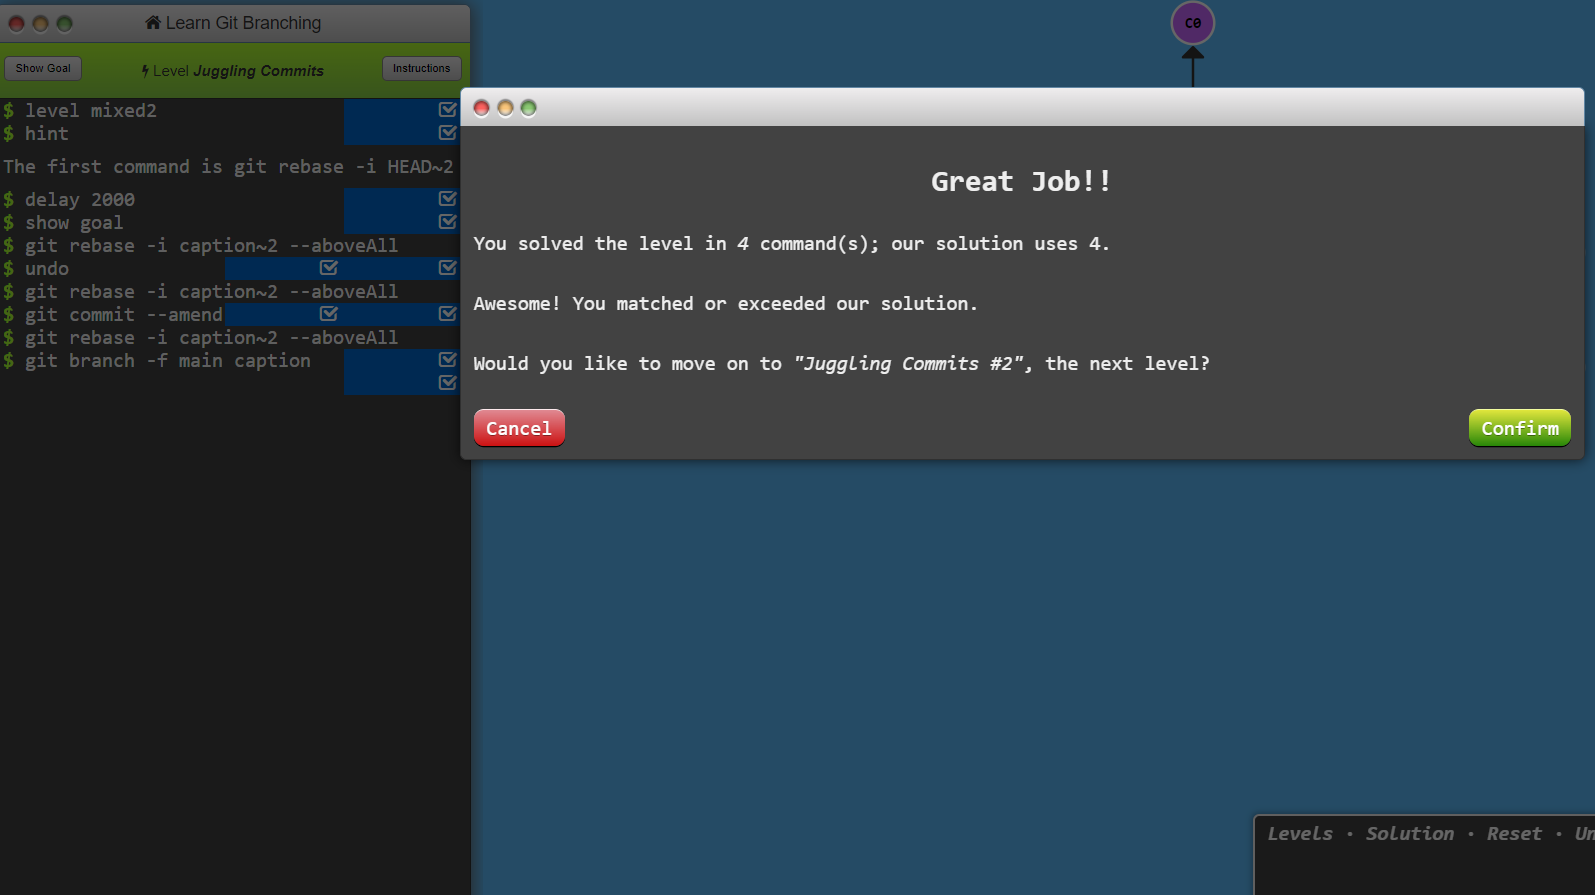 Learn Git Branching
Show Goal
Level Juggling Commits
Instructions
$ level mixed2
$ hint
The first command is git rebase -i HEAD~2
$ delay 2000
$ show goal
$ git rebase -i caption~2 --aboveAll
$ undo
$ git rebase -i caption~2 --aboveAll
$ git commit --amend
$ git rebase -i caption~2 --aboveAll
$ git branch -f main caption
C0
Great Job!!
You solved the level in 4 command(s); our solution uses 4.
Awesome! You matched or exceeded our solution.
Would you like to move on to "Juggling Commits #2", the next level?
Cancel
Confirm
Levels · Solution · Reset · Un